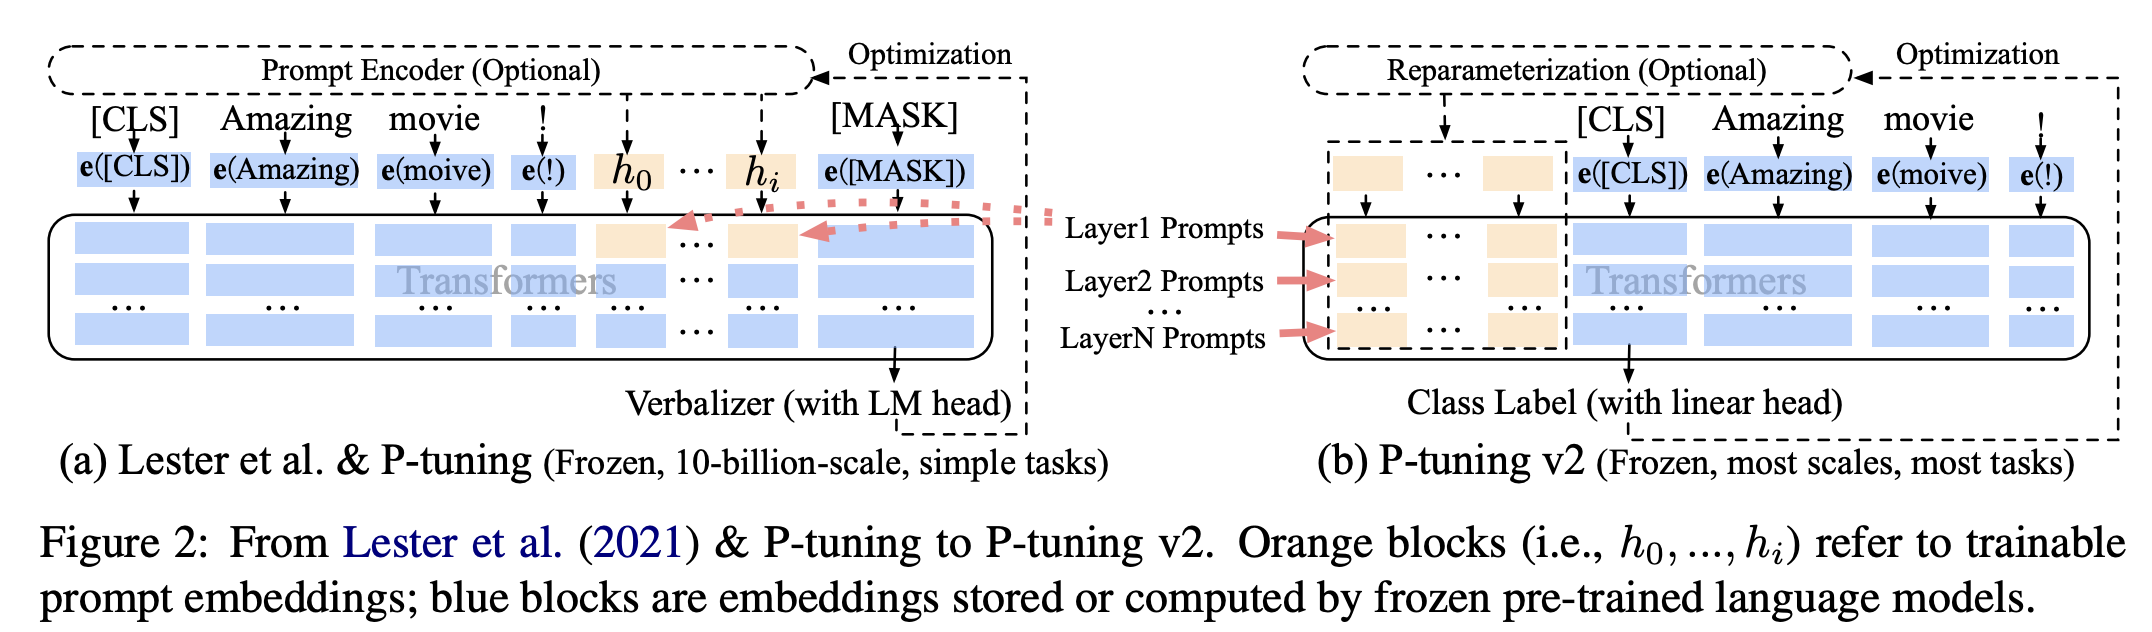 Prompt Encoder (Optional)
Optimization
[CLS] Amazing movie ! [MASK]
e([CLS]) e(Amazing) e(moive) e(!) h0 ... hi e([MASK])
...
Transformers ...
... ... ... ... ... ... ...
...
Verbalizer (with LM head)
(a) Lester et al. & P-tuning (Frozen, 10-billion-scale, simple tasks)
Layer1 Prompts
Layer2 Prompts
...
LayerN Prompts
Reparameterization (Optional)
Optimization
[CLS] Amazing movie !
... e([CLS]) e(Amazing) e(moive) e(!)
...
... Transformers
... ... ... ... ... ...
...
Class Label (with linear head)
(b) P-tuning v2 (Frozen, most scales, most tasks)
Figure 2: From Lester et al. (2021) & P-tuning to P-tuning v2. Orange blocks (i.e., h0, ..., hi) refer to trainable
prompt embeddings; blue blocks are embeddings stored or computed by frozen pre-trained language models.